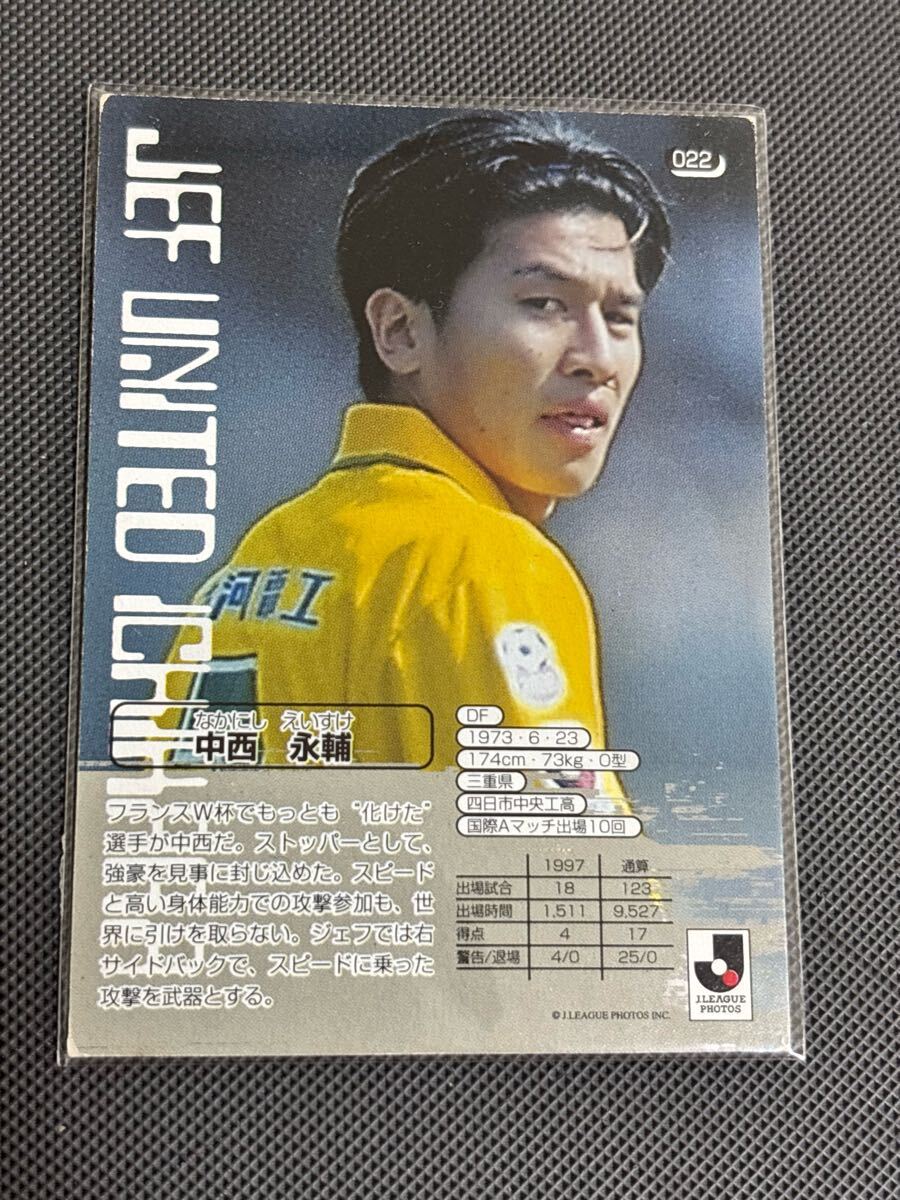 022
JEF UNITED ICHIHARA
河電工
なかにし えいすけ
中西 永輔
DF
1973・6・23
174cm・73kg・O型
三重県
四日市中央工高
国際Aマッチ出場10回
フランスW杯でもっとも “化けた”
選手が中西だ。ストッパーとして、
強豪を見事に封じ込めた。スピード
と高い身体能力での攻撃参加も、世
界に引けを取らない。ジェフでは右
サイドバックで、スピードに乗った
攻撃を武器とする。
1997 通算
出場試合 18 123
出場時間 1,511 9,527
得点 4 17
警告/退場 4/0 25/0
J.LEAGUE
PHOTOS
© J.LEAGUE PHOTOS INC.